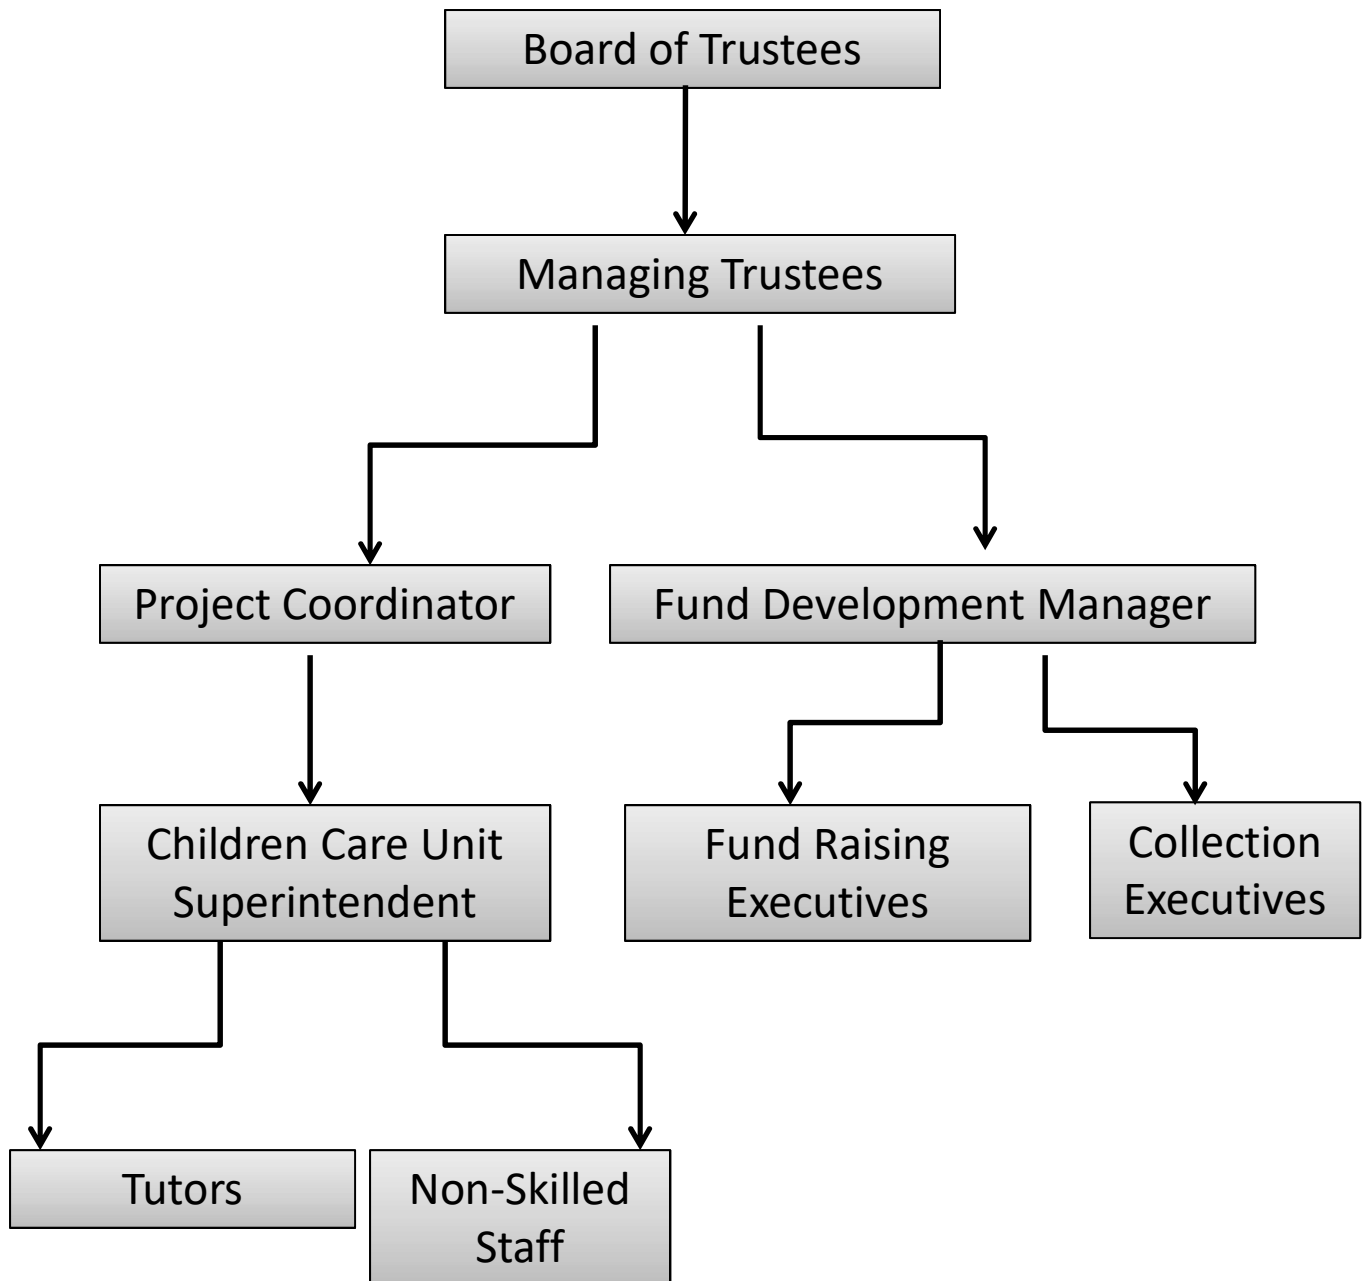 Board of Trustees
Managing Trustees
Project Coordinator
Fund Development Manager
Children Care Unit
Superintendent
Fund Raising
Executives
Collection
Executives
Tutors
Non-Skilled
Staff